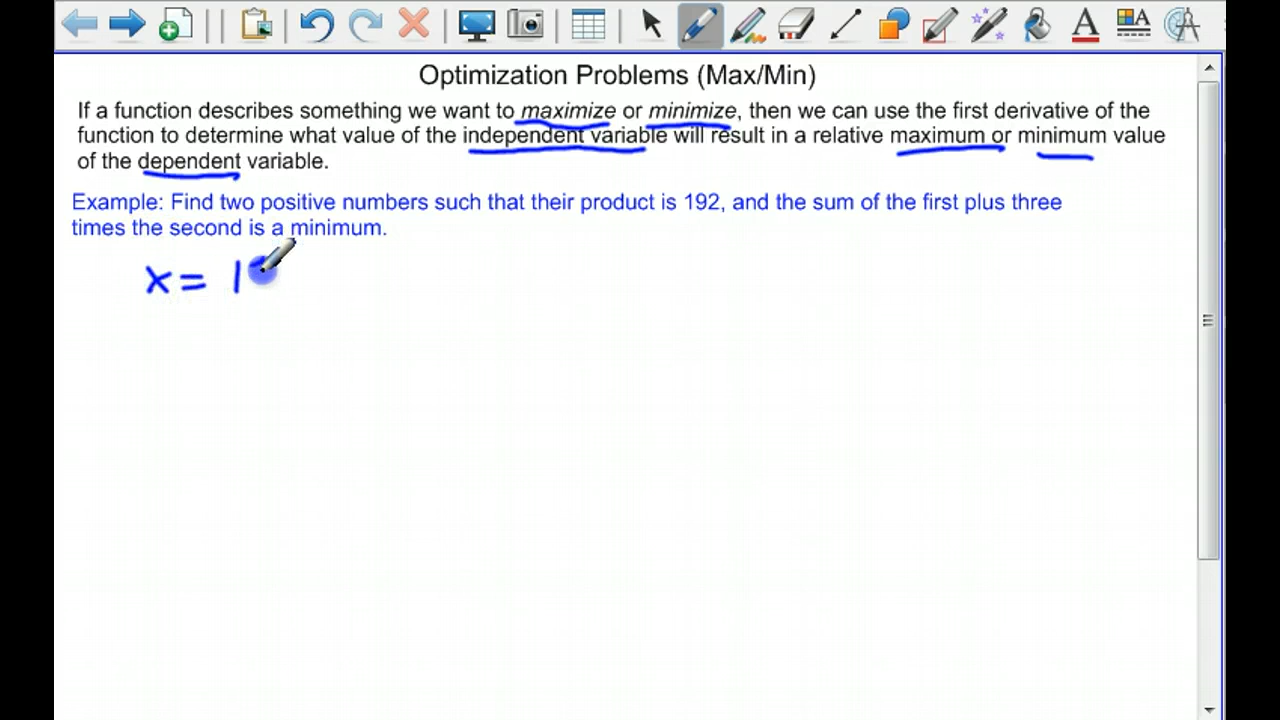 Optimization Problems (Max/Min)
If a function describes something we want to maximize or minimize, then we can use the first derivative of the
function to determine what value of the independent variable will result in a relative maximum or minimum value
of the dependent variable.
Example: Find two positive numbers such that their product is 192, and the sum of the first plus three
times the second is a minimum.
x = 1